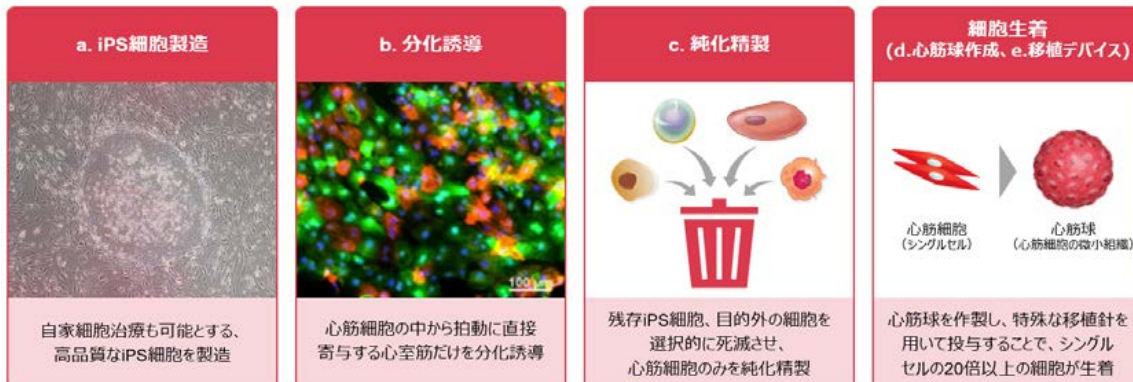 a. iPS細胞製造
自家細胞治療も可能とする、
高品質なiPS細胞を製造
b. 分化誘導
100 μm
心筋細胞の中から拍動に直接
寄与する心室筋だけを分化誘導
c. 純化精製
残存iPS細胞、目的外の細胞を
選択的に死滅させ、
心筋細胞のみを純化精製
細胞生着
(d.心筋球作成、e.移植デバイス)
心筋細胞
（シングルセル）
心筋球
（心筋細胞の微小組織）
心筋球を作製し、特殊な移植針を
用いて投与することで、シングル
セルの20倍以上の細胞が生着